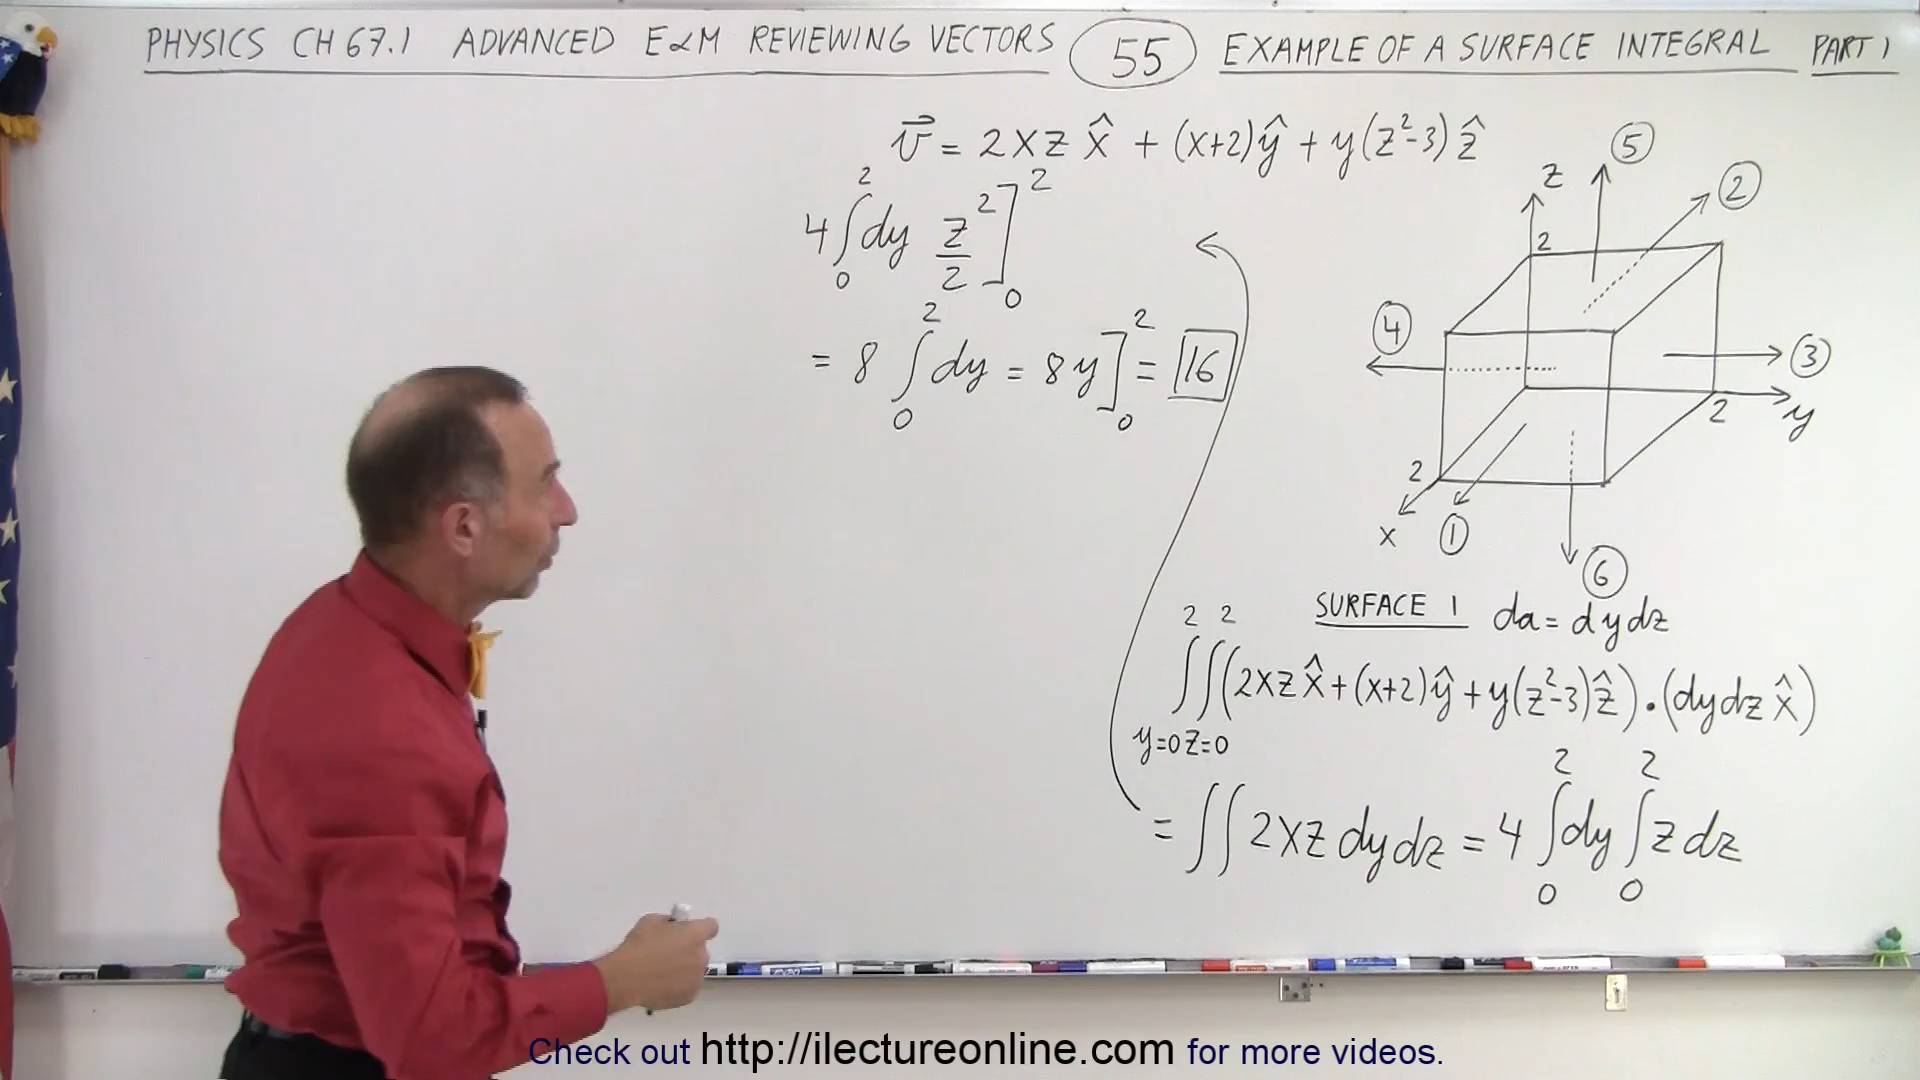 PHYSICS CH 67.1 ADVANCED E&M REVIEWING VECTORS 55 EXAMPLE OF A SURFACE INTEGRAL PART 1
v⃗ = 2xz x̂ + (x+2)ŷ + y(z²-3)ẑ
4∫₀² dy z²/2]₀²
= 8 ∫₀² dy = 8y]₀² = 16
5
z
2
2
4
3
2
y
2
x
1
6
SURFACE 1 da = dydz
∫²_{y=0} ∫²_{z=0} (2xz x̂ + (x+2)ŷ + y(z²-3)ẑ) · (dydz x̂)
= ∫∫ 2xz dydz = 4 ∫₀² dy ∫₀² z dz
Check out http://ilectureonline.com for more videos.